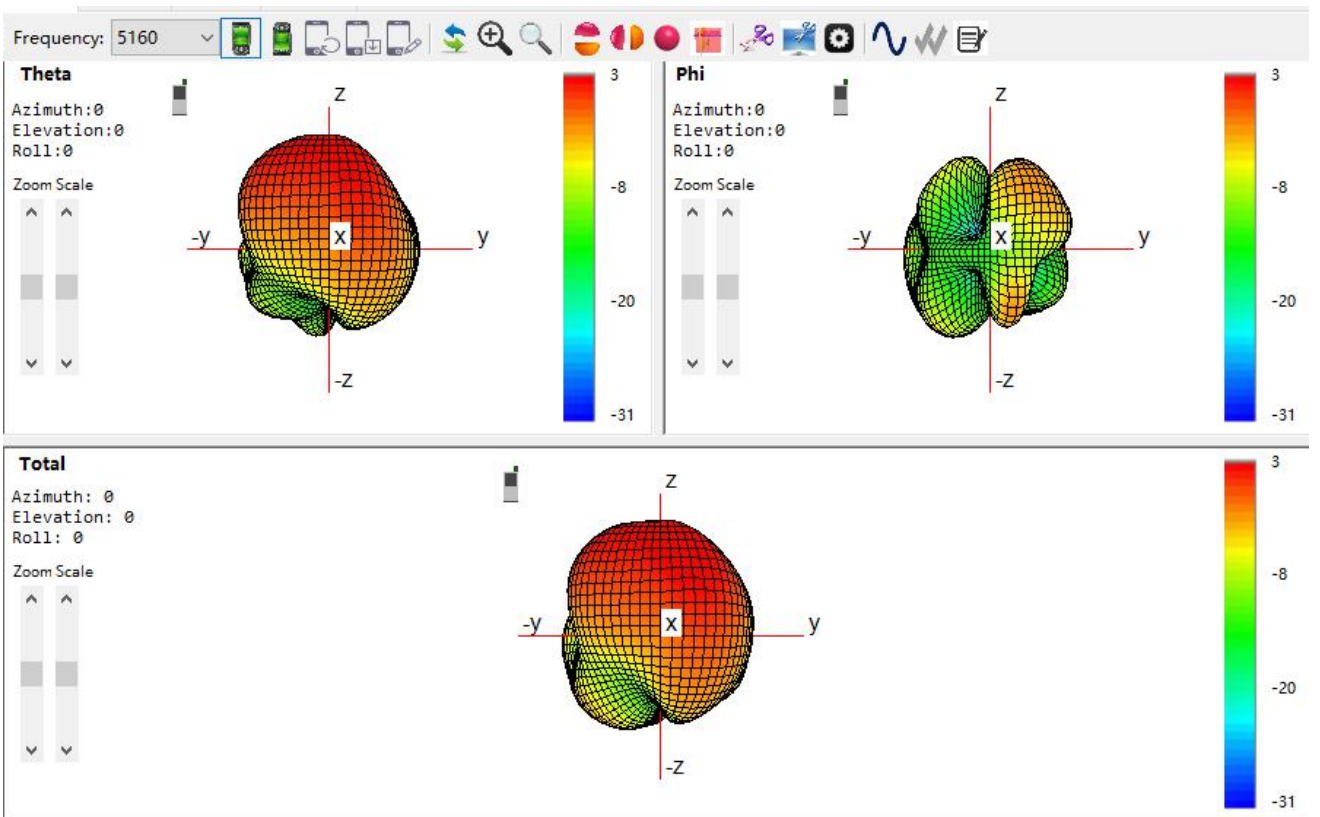 Frequency: 5160
Theta
Azimuth:0
Elevation:0
Roll:0
Zoom Scale
z
-y
x
y
-z
3
-8
-20
-31
Phi
Azimuth:0
Elevation:0
Roll:0
Zoom Scale
z
-y
x
y
-z
3
-8
-20
-31
Total
Azimuth: 0
Elevation: 0
Roll: 0
Zoom Scale
z
-y
x
y
-z
3
-8
-20
-31